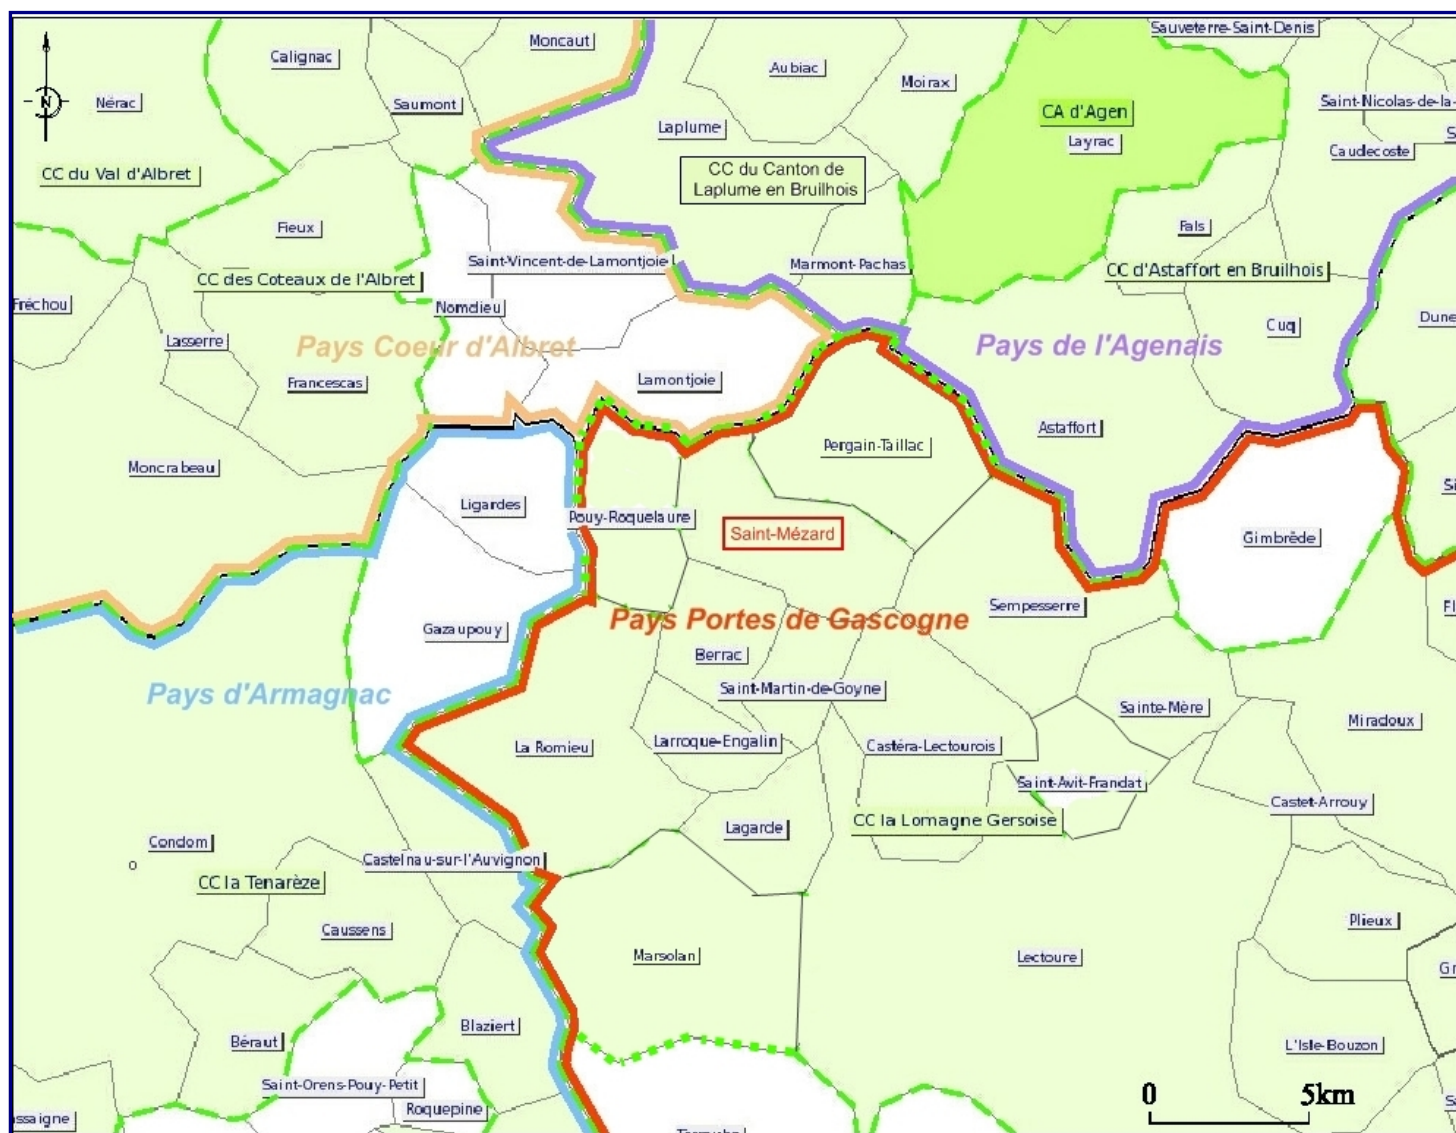 Sauveterre-Saint-Denis
Moncaut
Calignac
Aubiac
Moirax
Nérac
Saumont
Saint-Nicolas-de-la-
CA d'Agen
Laplume
Layrac
Caudecoste
CC du Val d'Albret
CC du Canton de
Laplume en Bruilhois
Fieux
Fals
Saint-Vincent-de-Lamontjoie
Marmont-Pachas
CC d'Astaffort en Bruilhois
CC des Coteaux de l'Albret
Fréchou
Nomdieu
Dune
Cuq
Lasserre
Pays Coeur d'Albret
Pays de l'Agenais
Francescas
Lamontjoie
Astaffort
Pergain-Taillac
Moncrabeau
Ligardes
Pouy-Roquelaure
Saint-Mézard
Gimbrède
Sempesserre
Pays Portes de Gascogne
Gazaupouy
Berrac
Pays d'Armagnac
Saint-Martin-de-Goyne
Sainte-Mère
Miradoux
La Romieu
Larroque-Engalin
Castéra-Lectourois
Saint-Avit-Frandat
Castet-Arrouy
CC la Lomagne Gersoise
Lagarde
Condom
Castelnau-sur-l'Auvignon
CC la Tenarèze
Plieux
Caussens
Marsolan
Lectoure
Blaziert
Béraut
L'Isle-Bouzon
Saint-Orens-Pouy-Petit
Roquepine
ssaigne
0 5km
N